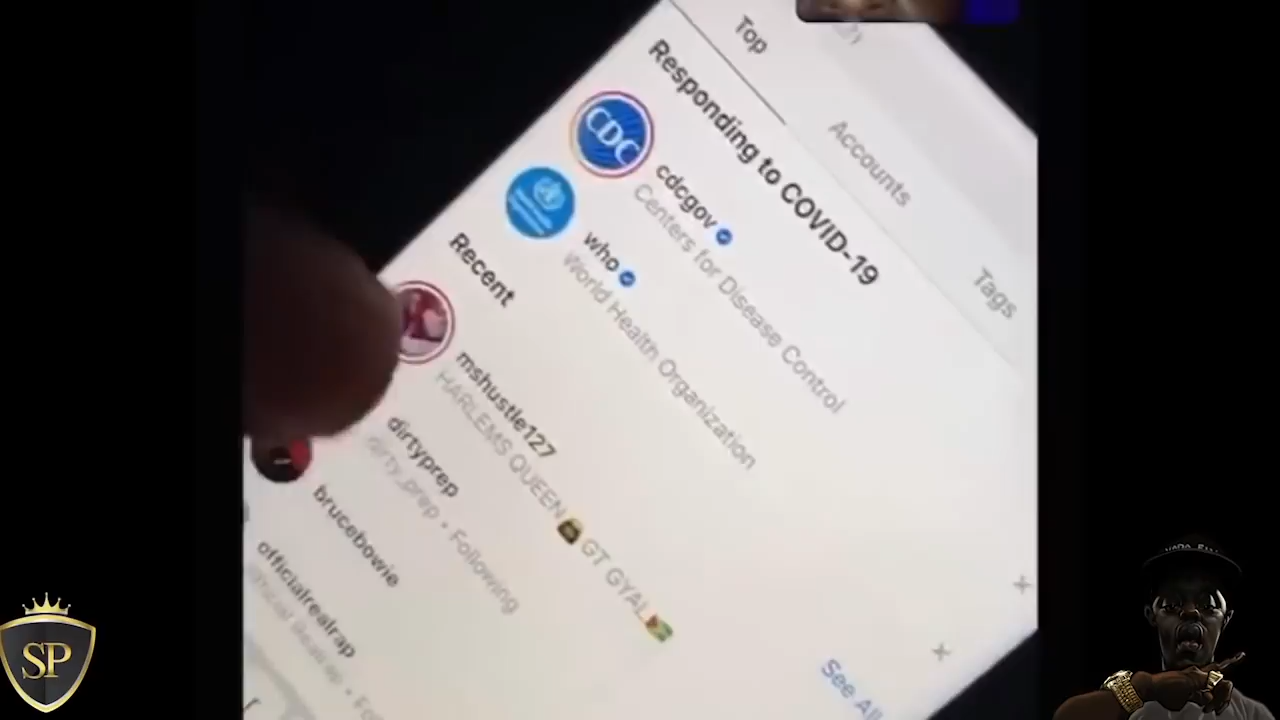 Top
Accounts
Tags
Responding to COVID-19
CDC
cdcgov
Centers for Disease Control
who
World Health Organization
Recent
See All
mshustle127
HARLEMS QUEEN👜 GT GYAL🇬🇾
dirtyprep
dirty_prep • Following
brucebowie
officialrealrap
SP